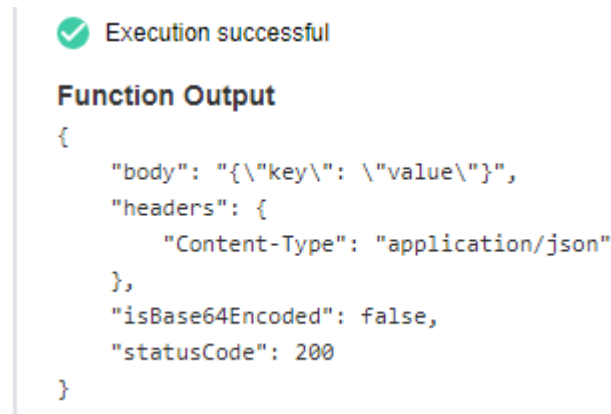 Execution successful
Function Output
{
    "body": "{\"key\": \"value\"}",
    "headers": {
        "Content-Type": "application/json"
    },
    "isBase64Encoded": false,
    "statusCode": 200
}